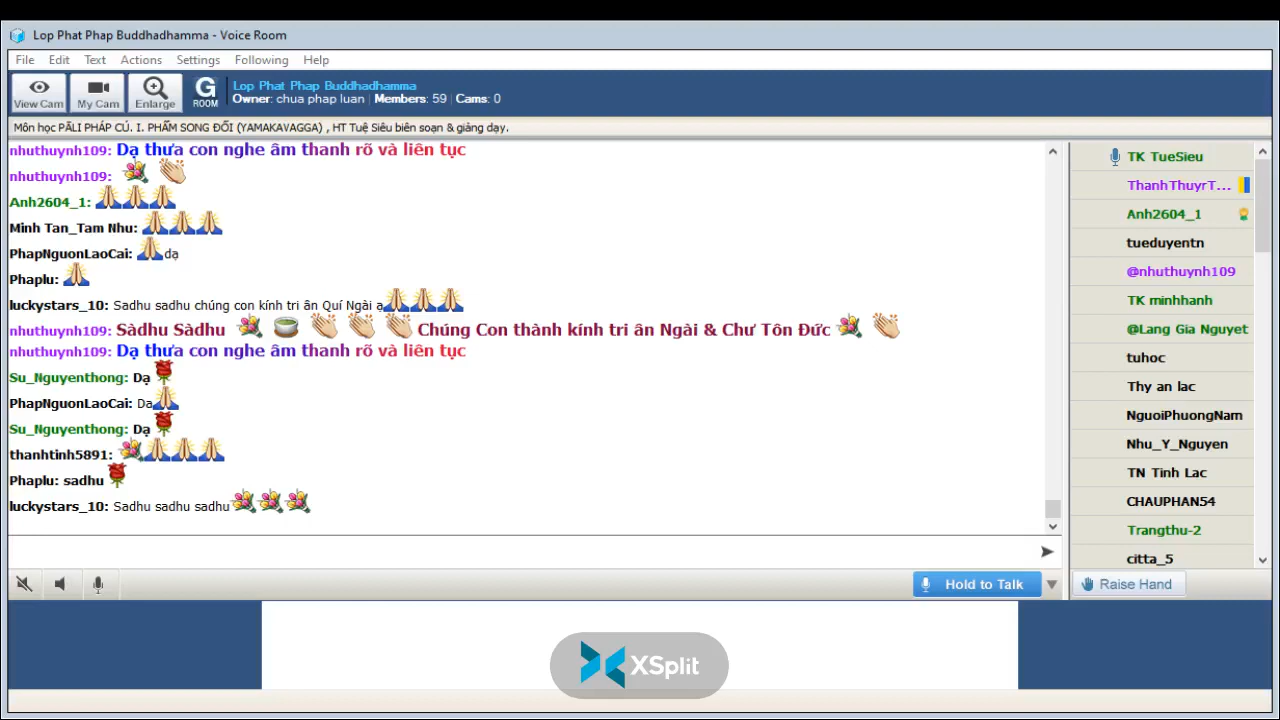 Lop Phat Phap Buddhadhamma - Voice Room
File Edit Text Actions Settings Following Help
View Cam My Cam Enlarge G ROOM
Lop Phat Phap Buddhadhamma
Owner: chua phap luan | Members: 59 | Cams: 0
Môn học PĀLI PHÁP CÚ. I. PHẨM SONG ĐỐI (YAMAKAVAGGA) , HT Tuệ Siêu biên soạn & giảng dạy.
nhuthuynh109: Dạ thưa con nghe âm thanh rõ và liên tục
nhuthuynh109:
Anh2604_1:
Minh Tan_Tam Nhu:
PhapNguonLaoCai: dạ
Phaplu:
luckystars_10: Sadhu sadhu chúng con kính tri ân Quí Ngài ạ
nhuthuynh109: Sàdhu Sàdhu Chúng Con thành kính tri ân Ngài & Chư Tôn Đức
nhuthuynh109: Dạ thưa con nghe âm thanh rõ và liên tục
Su_Nguyenthong: Dạ
PhapNguonLaoCai: Da
Su_Nguyenthong: Dạ
thanhtinh5891:
Phaplu: sadhu
luckystars_10: Sadhu sadhu sadhu
TK TueSieu
ThanhThuyrT...
Anh2604_1
tueduyentn
@nhuthuynh109
TK minhhanh
@Lang Gia Nguyet
tuhoc
Thy an lac
NguoiPhuongNam
Nhu_Y_Nguyen
TN Tinh Lac
CHAUPHAN54
Trangthu-2
citta_5
Hold to Talk
Raise Hand
XSplit